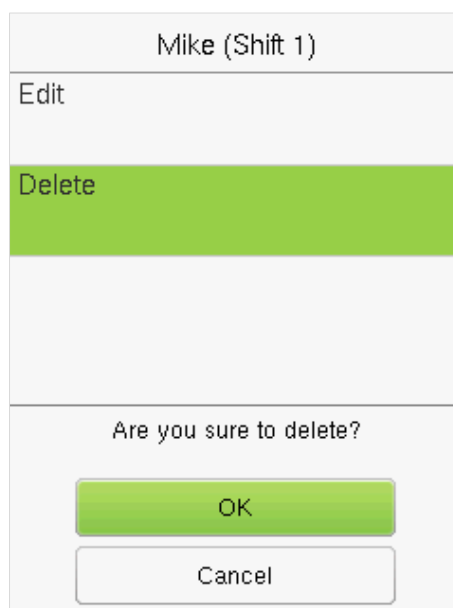 Mike (Shift 1)
Edit
Delete
Are you sure to delete?
OK
Cancel